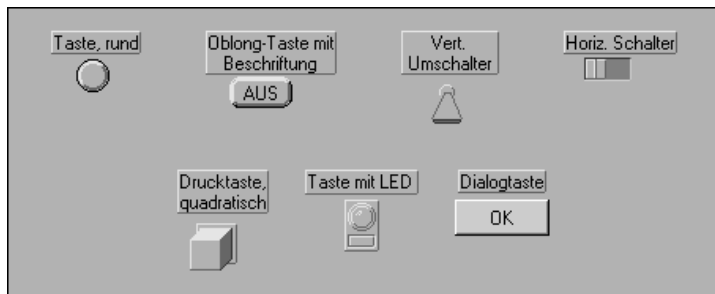 Taste, rund
Oblong-Taste mit
Beschriftung
AUS
Vert.
Umschalter
Horiz. Schalter
Drucktaste,
quadratisch
Taste mit LED
Dialogtaste
OK